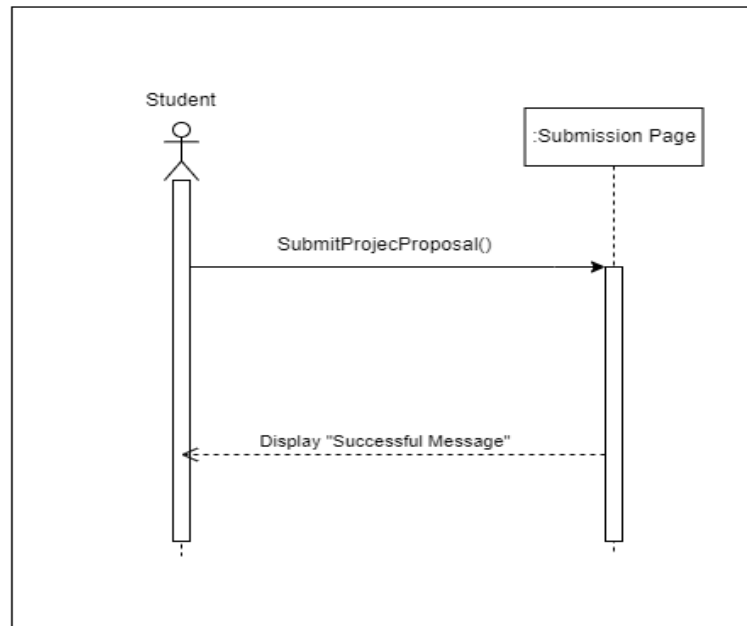 Student
:Submission Page
SubmitProjecProposal()
Display "Successful Message"